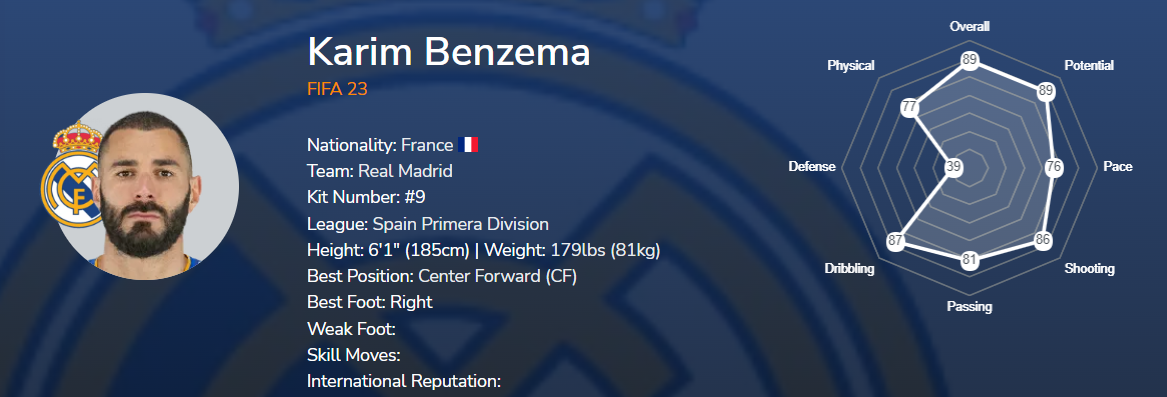 Karim Benzema
FIFA 23
Nationality: France
Team: Real Madrid
Kit Number: #9
League: Spain Primera Division
Height: 6'1" (185cm) | Weight: 179lbs (81kg)
Best Position: Center Forward (CF)
Best Foot: Right
Weak Foot:
Skill Moves:
International Reputation:
Overall
89
Potential
89
Pace
76
Shooting
86
Passing
81
Dribbling
87
Defense
39
Physical
77